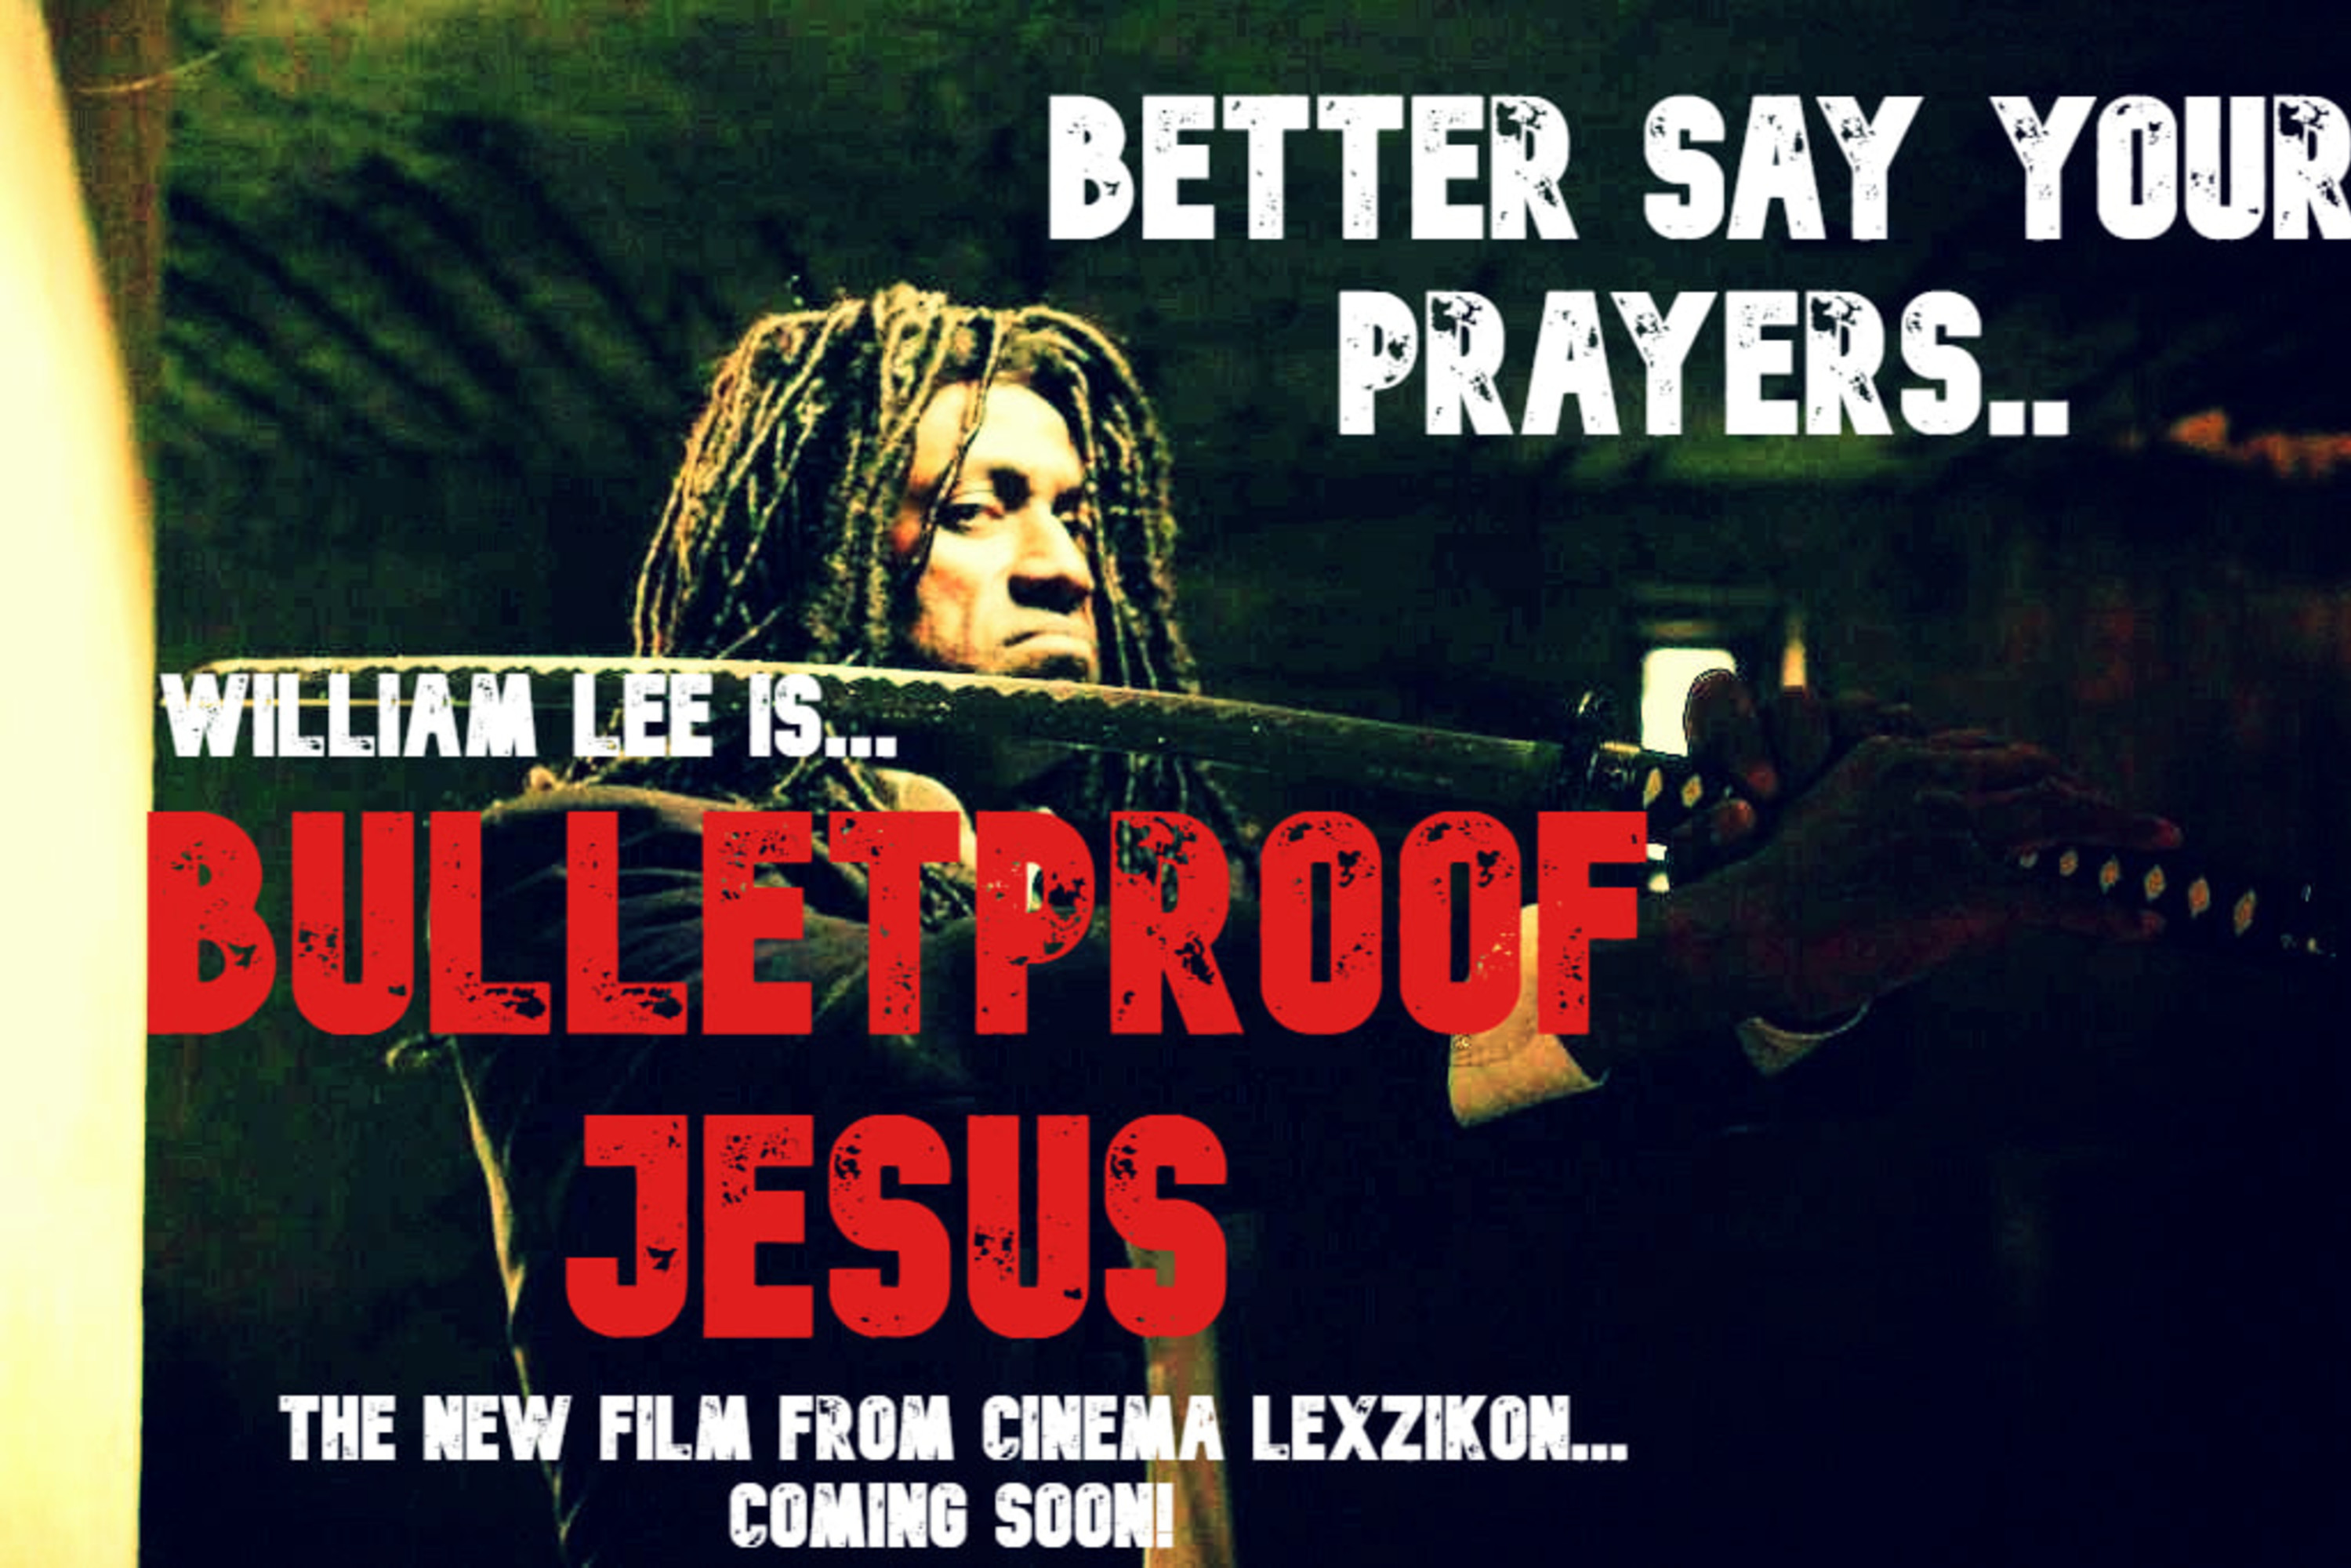 BETTER SAY YOUR
PRAYERS..
WILLIAM LEE IS...
BULLETPROOF
JESUS
THE NEW FILM FROM CINEMA LEXZIKON...
COMING SOON!